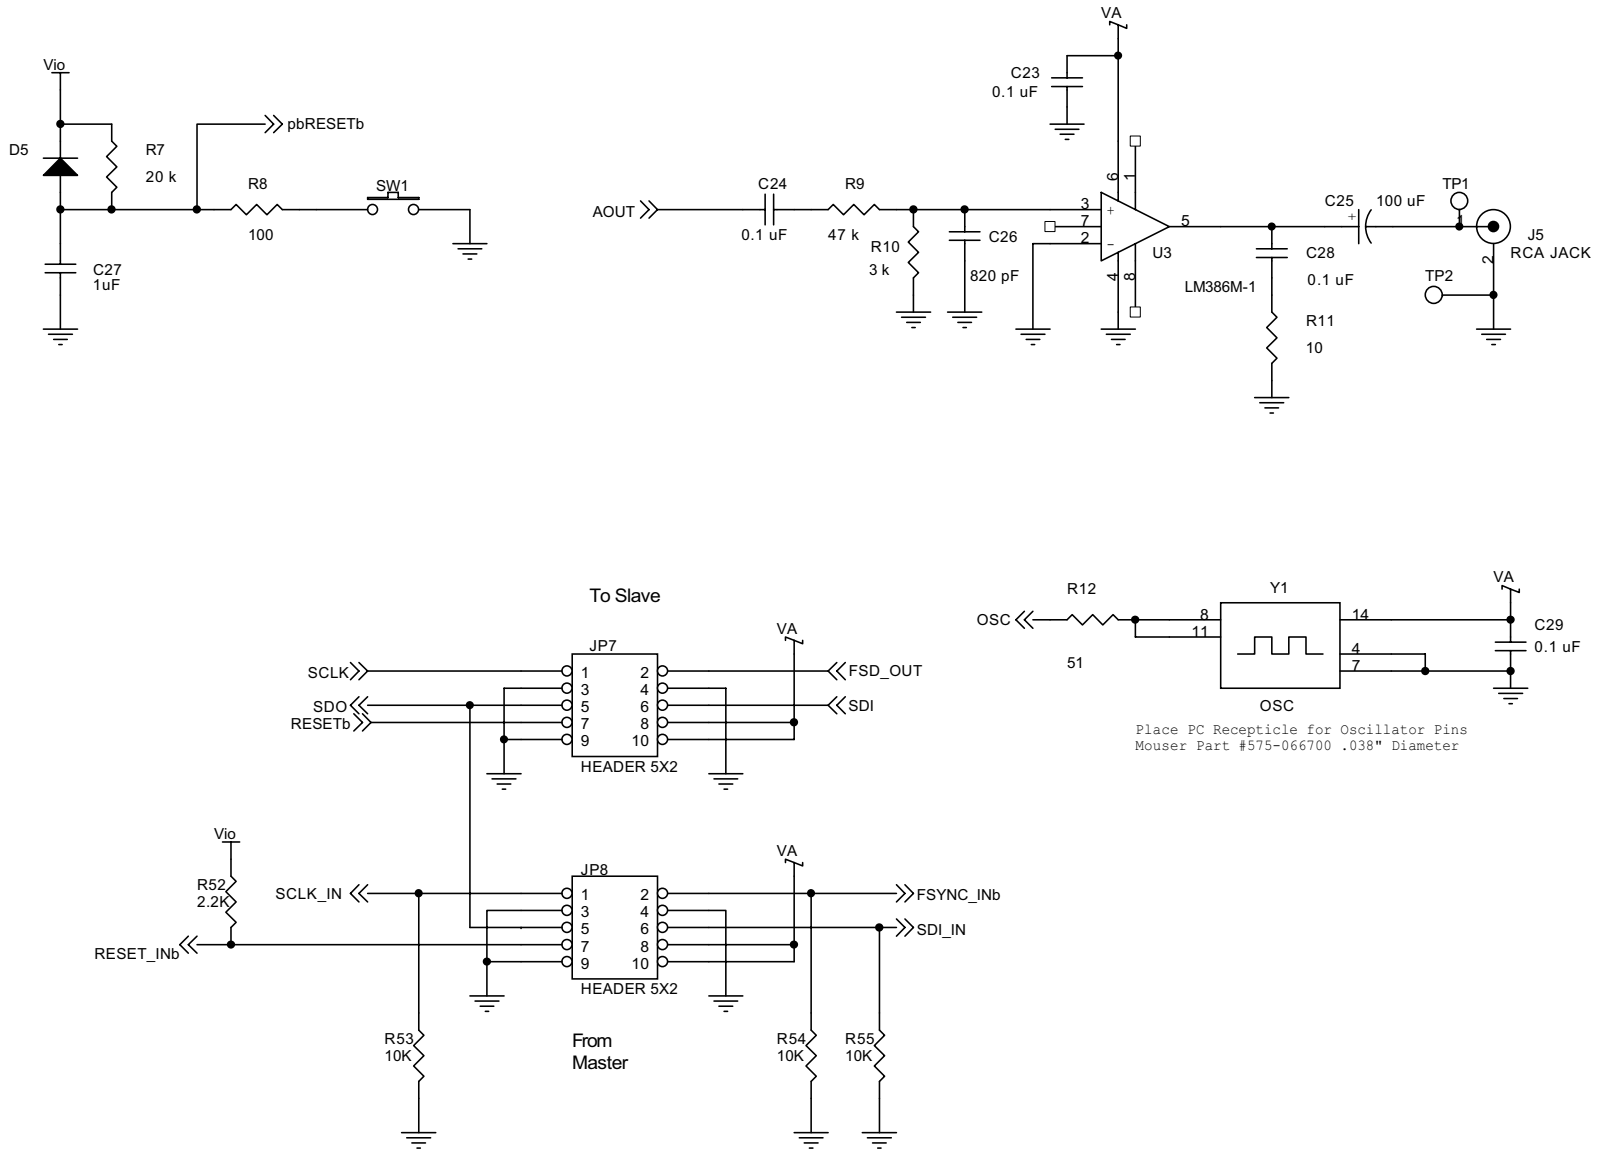 Vio
D5
R7
20 k
pbRESETb
R8
100
SW1
C27
1uF
VA
C23
0.1 uF
AOUT
C24
0.1 uF
R9
47 k
R10
3 k
C26
820 pF
6
1
3
+
7
2
-
4
8
5
U3
LM386M-1
C28
0.1 uF
R11
10
C25
+
100 uF
TP1
1
J5
RCA JACK
2
TP2
To Slave
JP7
VA
SCLK
SDO
RESETb
1
3
5
7
9
2
4
6
8
10
FSD_OUT
SDI
HEADER 5X2
OSC
R12
51
Y1
8
11
14
4
7
OSC
VA
C29
0.1 uF
Place PC Recepticle for Oscillator Pins
Mouser Part #575-066700 .038" Diameter
Vio
R52
2.2K
SCLK_IN
RESET_INb
JP8
VA
1
3
5
7
9
2
4
6
8
10
FSYNC_INb
SDI_IN
HEADER 5X2
From
Master
R53
10K
R54
10K
R55
10K